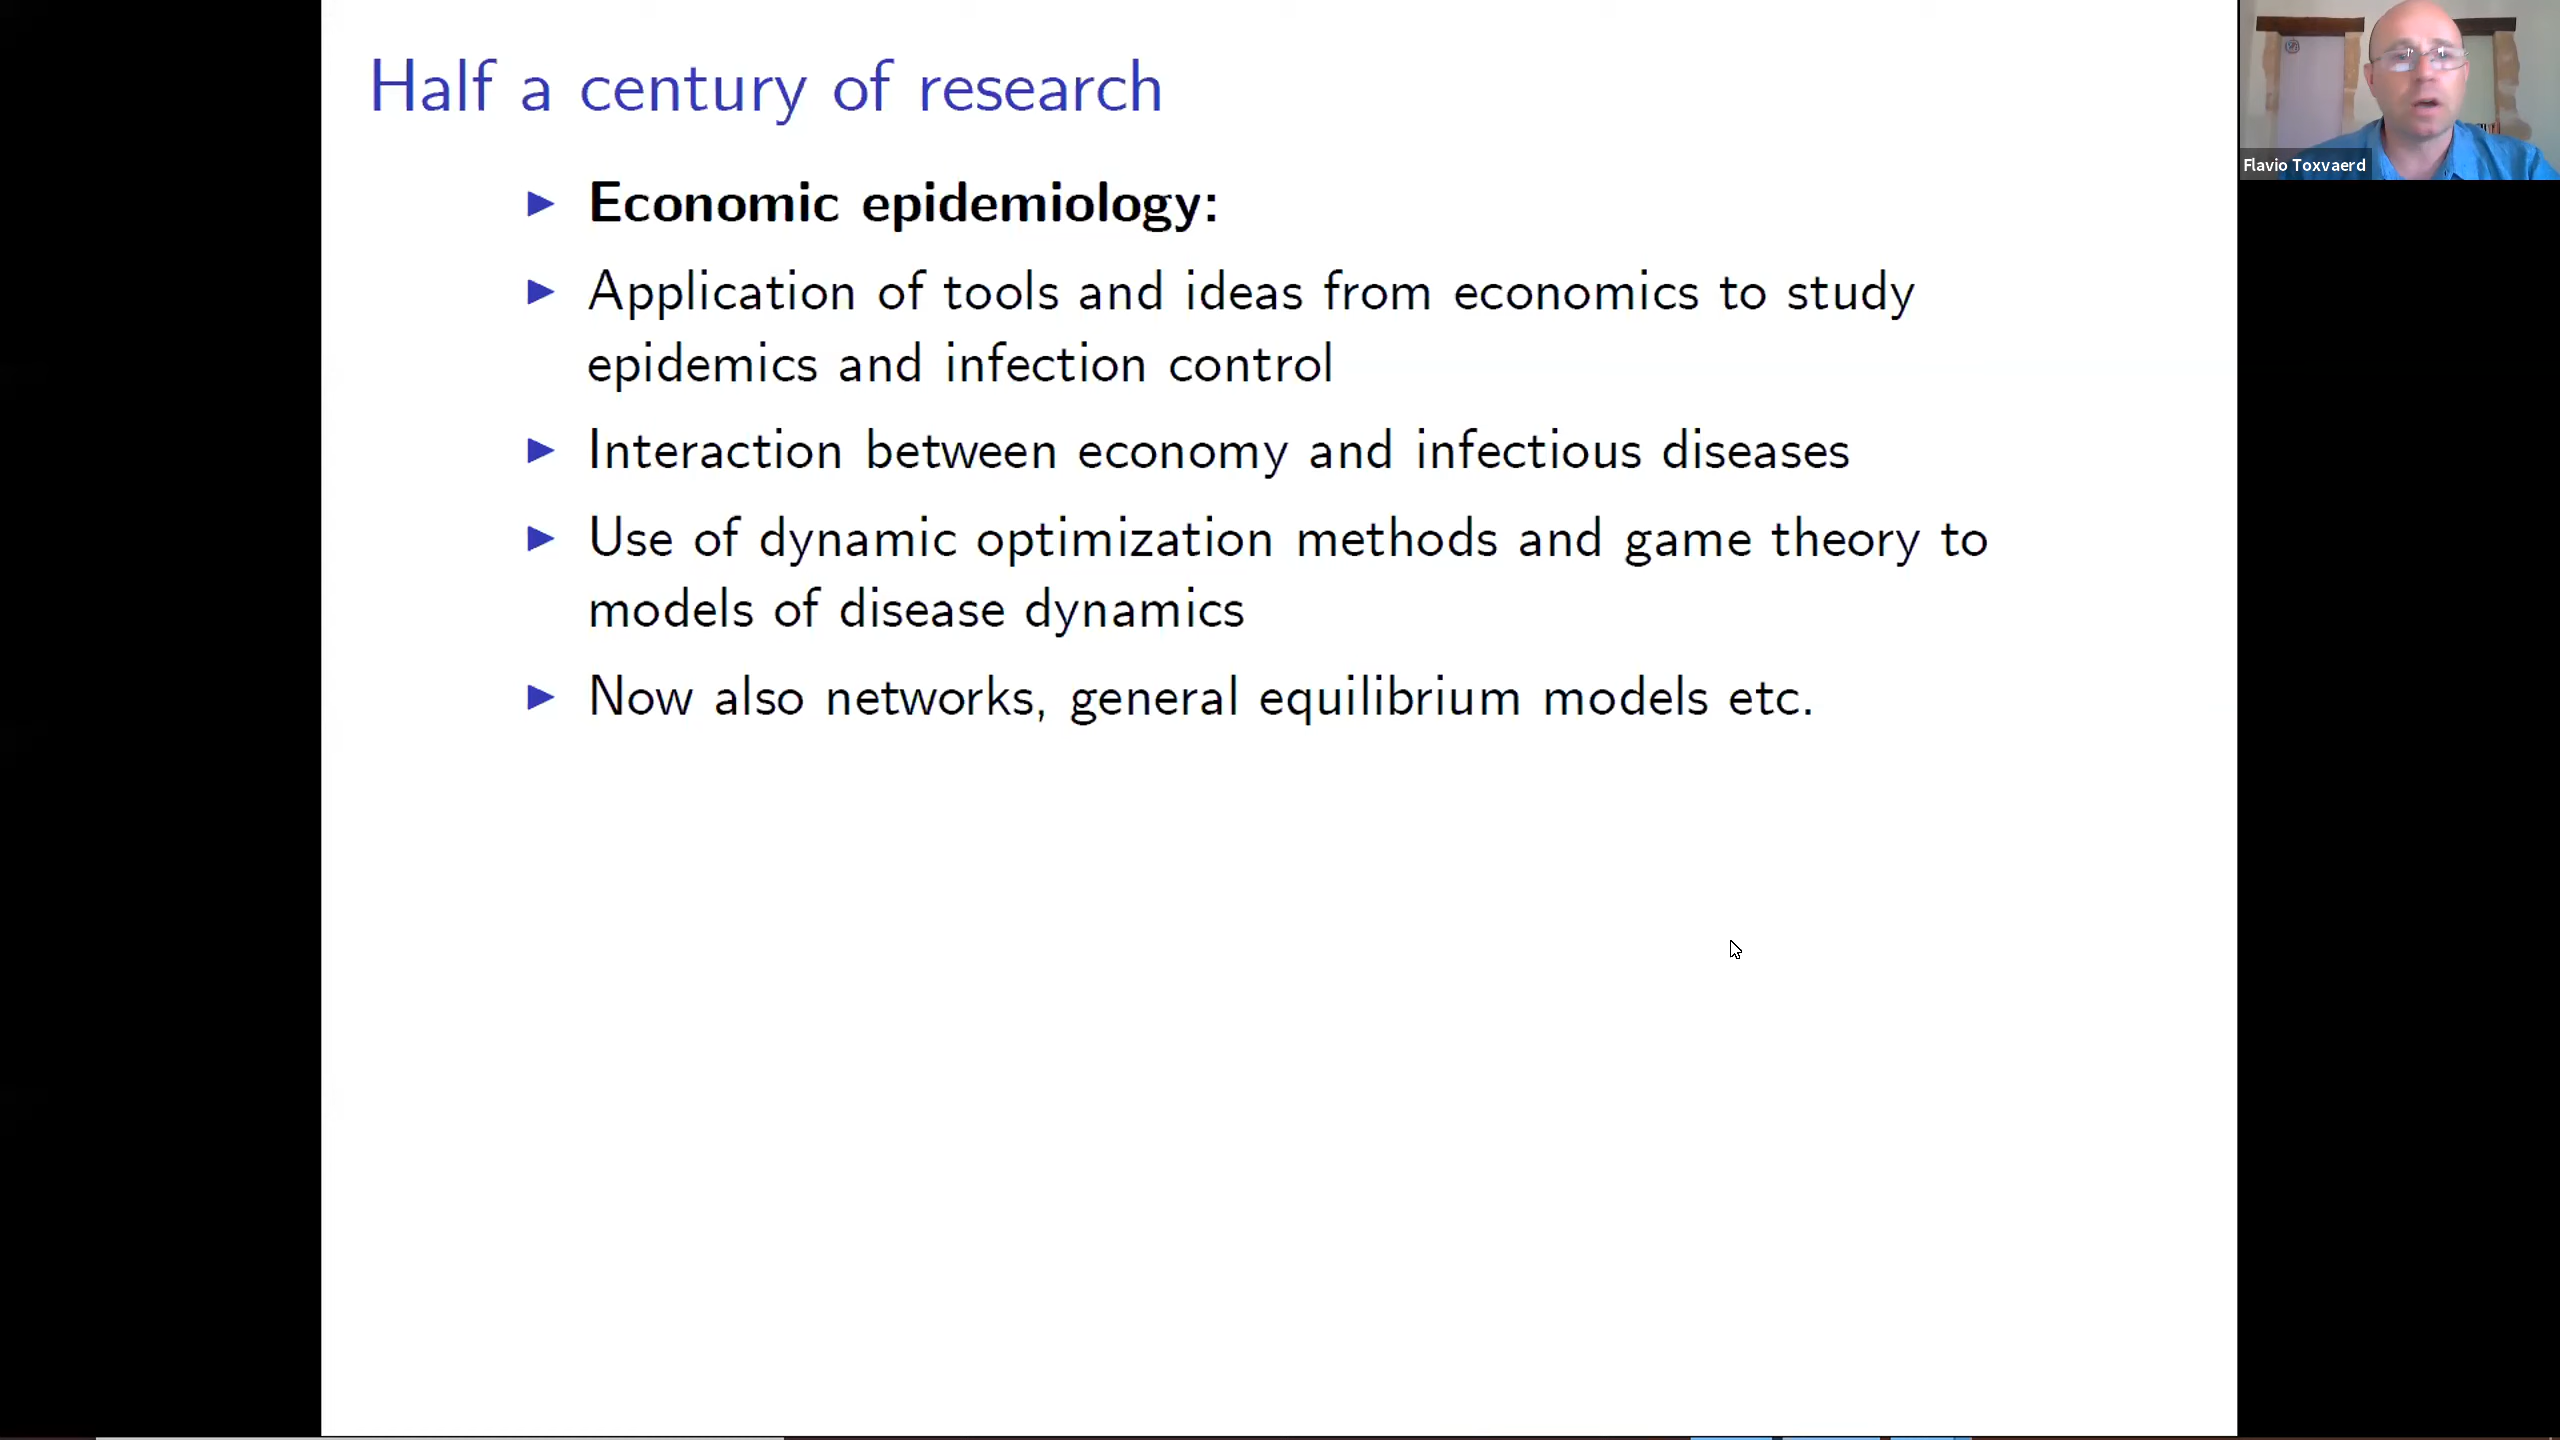 Half a century of research
Economic epidemiology:
Application of tools and ideas from economics to study
epidemics and infection control
Interaction between economy and infectious diseases
Use of dynamic optimization methods and game theory to
models of disease dynamics
Now also networks, general equilibrium models etc.
Flavio Toxvaerd